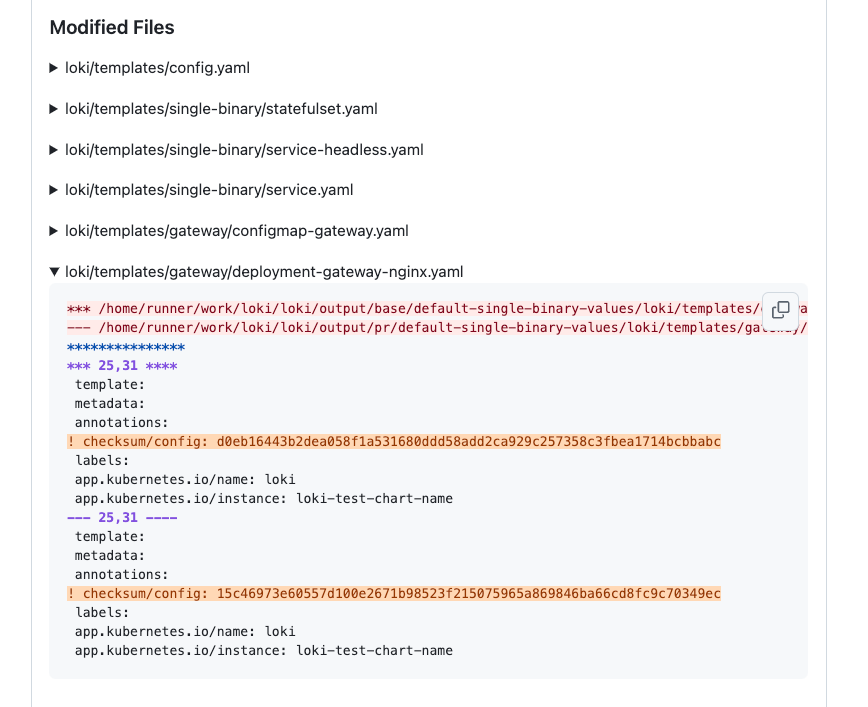 Modified Files
▶ loki/templates/config.yaml
▶ loki/templates/single-binary/statefulset.yaml
▶ loki/templates/single-binary/service-headless.yaml
▶ loki/templates/single-binary/service.yaml
▶ loki/templates/gateway/configmap-gateway.yaml
▼ loki/templates/gateway/deployment-gateway-nginx.yaml
*** /home/runner/work/loki/loki/output/base/default-single-binary-values/loki/templates/
--- /home/runner/work/loki/loki/output/pr/default-single-binary-values/loki/templates/gateway/
***************
*** 25,31 ****
template:
metadata:
annotations:
! checksum/config: d0eb16443b2dea058f1a531680ddd58add2ca929c257358c3fbea1714bcbbabc
labels:
app.kubernetes.io/name: loki
app.kubernetes.io/instance: loki-test-chart-name
--- 25,31 ----
template:
metadata:
annotations:
! checksum/config: 15c46973e60557d100e2671b98523f215075965a869846ba66cd8fc9c70349ec
labels:
app.kubernetes.io/name: loki
app.kubernetes.io/instance: loki-test-chart-name